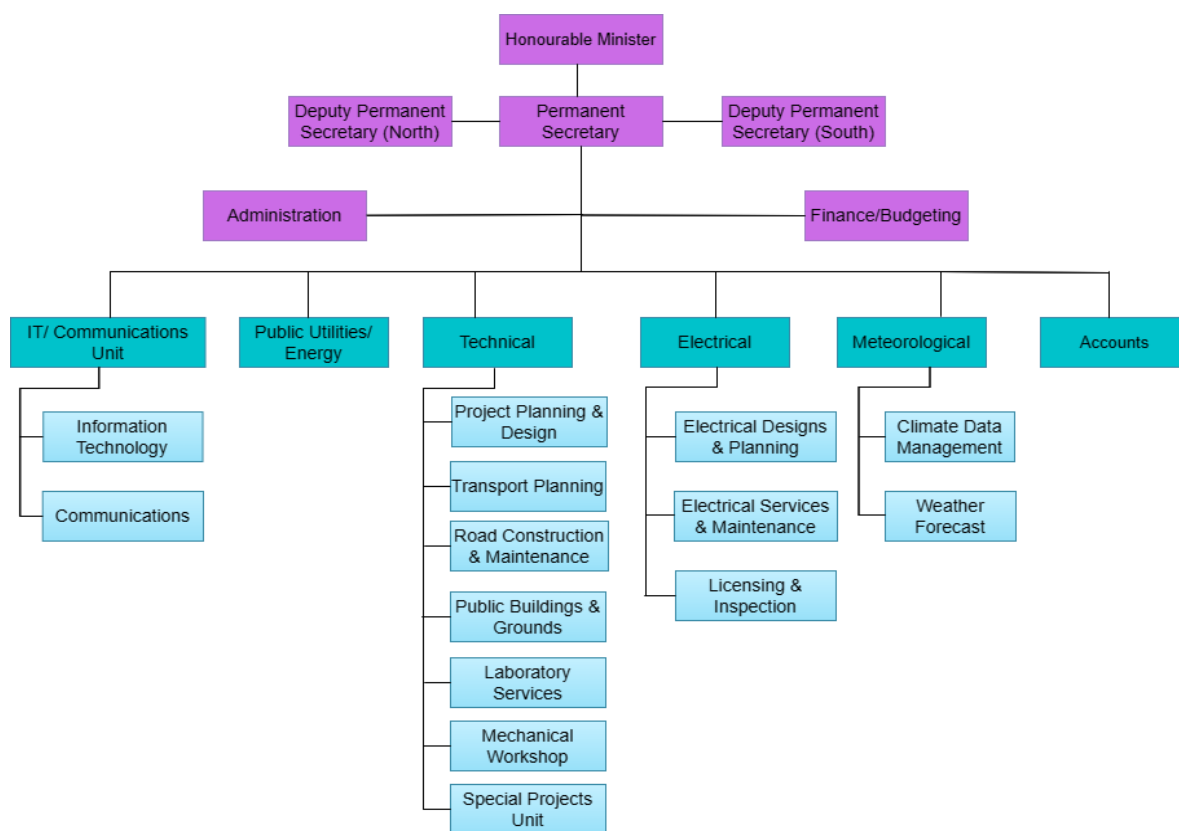 Honourable Minister
Deputy Permanent
Secretary (North)
Permanent
Secretary
Deputy Permanent
Secretary (South)
Administration
Finance/Budgeting
IT/ Communications
Unit
Public Utilities/
Energy
Technical
Electrical
Meteorological
Accounts
Information
Technology
Communications
Project Planning &
Design
Transport Planning
Road Construction
& Maintenance
Public Buildings &
Grounds
Laboratory
Services
Mechanical
Workshop
Special Projects
Unit
Electrical Designs
& Planning
Electrical Services
& Maintenance
Licensing &
Inspection
Climate Data
Management
Weather
Forecast